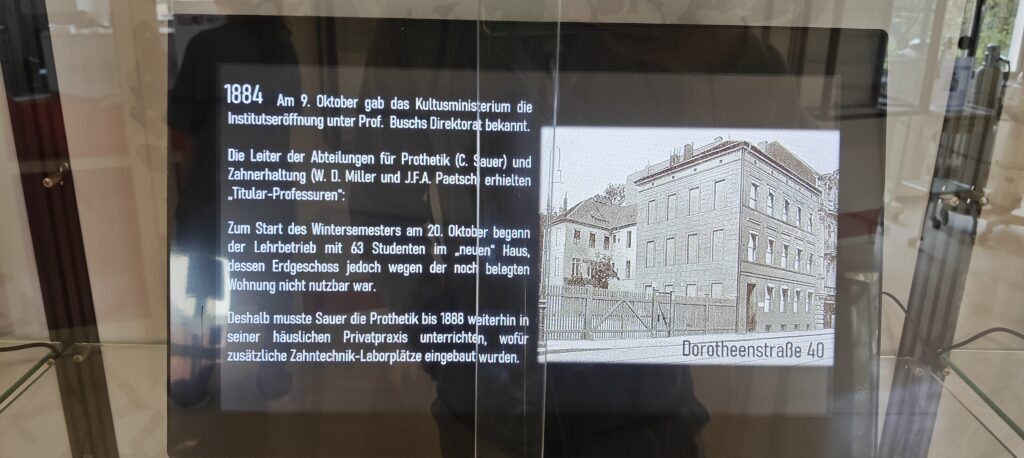 1884 Am 9. Oktober gab das Kultusministerium die
Institutseröffnung unter Prof. Buschs Direktorat bekannt.
Die Leiter der Abteilungen für Prothetik (C. Sauer) und
Zahnerhaltung (W. D. Miller und J.F.A. Paetsch) erhielten
„Titular-Professuren“:
Zum Start des Wintersemesters am 20. Oktober begann
der Lehrbetrieb mit 63 Studenten im „neuen“ Haus,
dessen Erdgeschoss jedoch wegen der noch belegten
Wohnung nicht nutzbar war.
Deshalb musste Sauer die Prothetik bis 1888 weiterhin in
seiner häuslichen Privatpraxis unterrichten, wofür
zusätzliche Zahntechnik-Laborplätze eingebaut wurden.
Dorotheenstraße 40